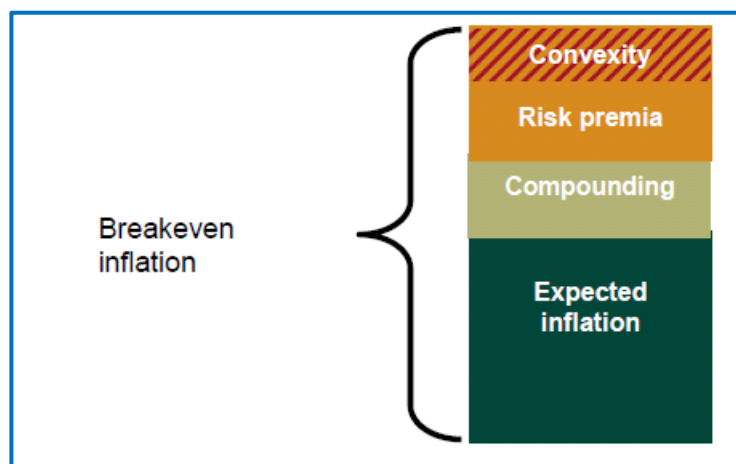 Convexity
Risk premia
Compounding
Breakeven
inflation
Expected
inflation